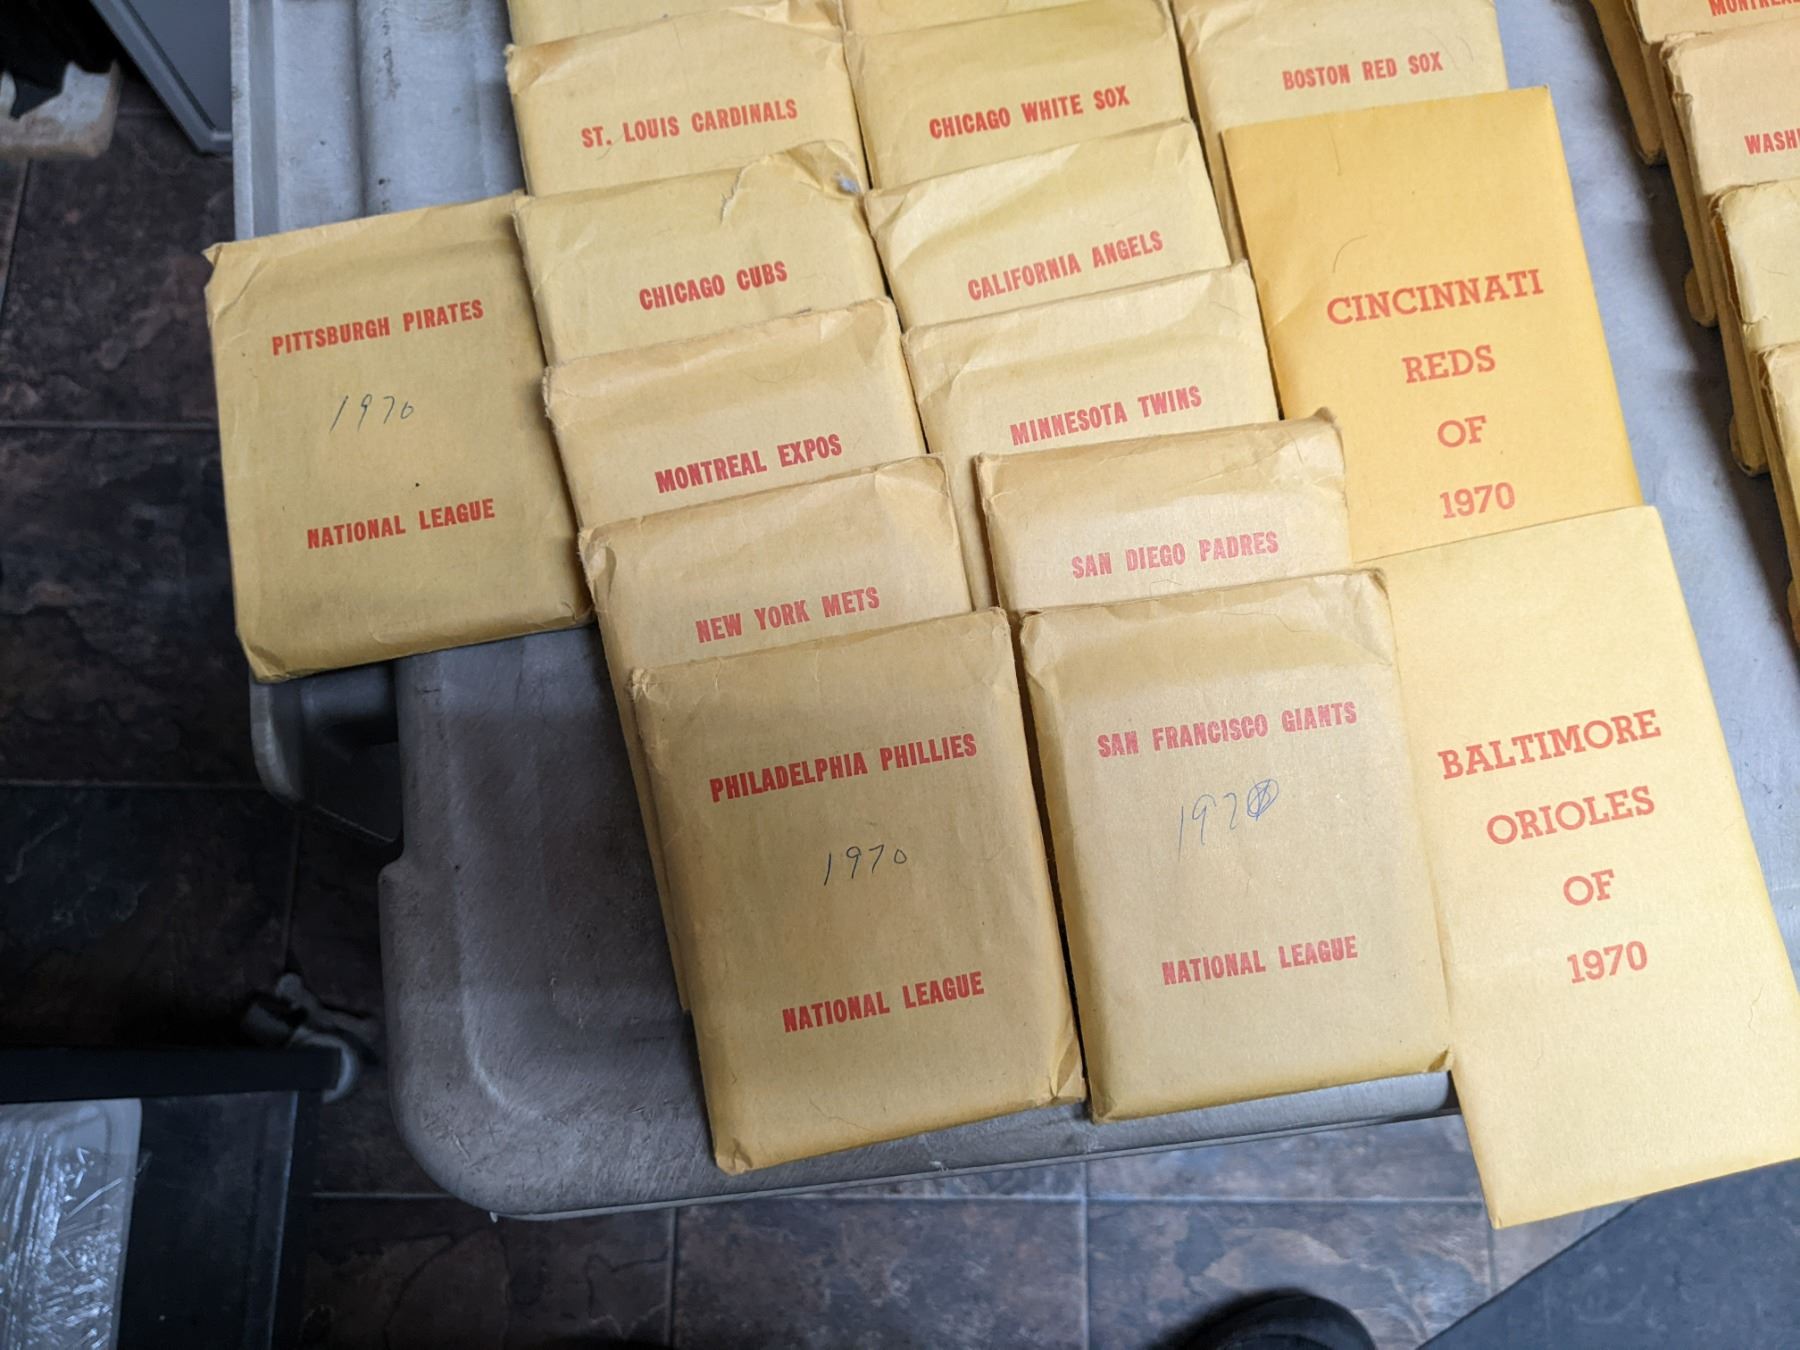 ST. LOUIS CARDINALS
CHICAGO WHITE SOX
BOSTON RED SOX
CHICAGO CUBS
CALIFORNIA ANGELS
PITTSBURGH PIRATES
1970
NATIONAL LEAGUE
MONTREAL EXPOS
MINNESOTA TWINS
CINCINNATI
REDS
OF
1970
NEW YORK METS
SAN DIEGO PADRES
PHILADELPHIA PHILLIES
1970
NATIONAL LEAGUE
SAN FRANCISCO GIANTS
1970
NATIONAL LEAGUE
BALTIMORE
ORIOLES
OF
1970